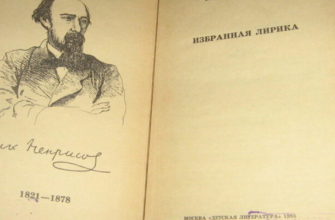 Некрасов
1821—1878
ИЗБРАННАЯ ЛИРИКА
МОСКВА «ДЕТСКАЯ ЛИТЕРАТУРА»